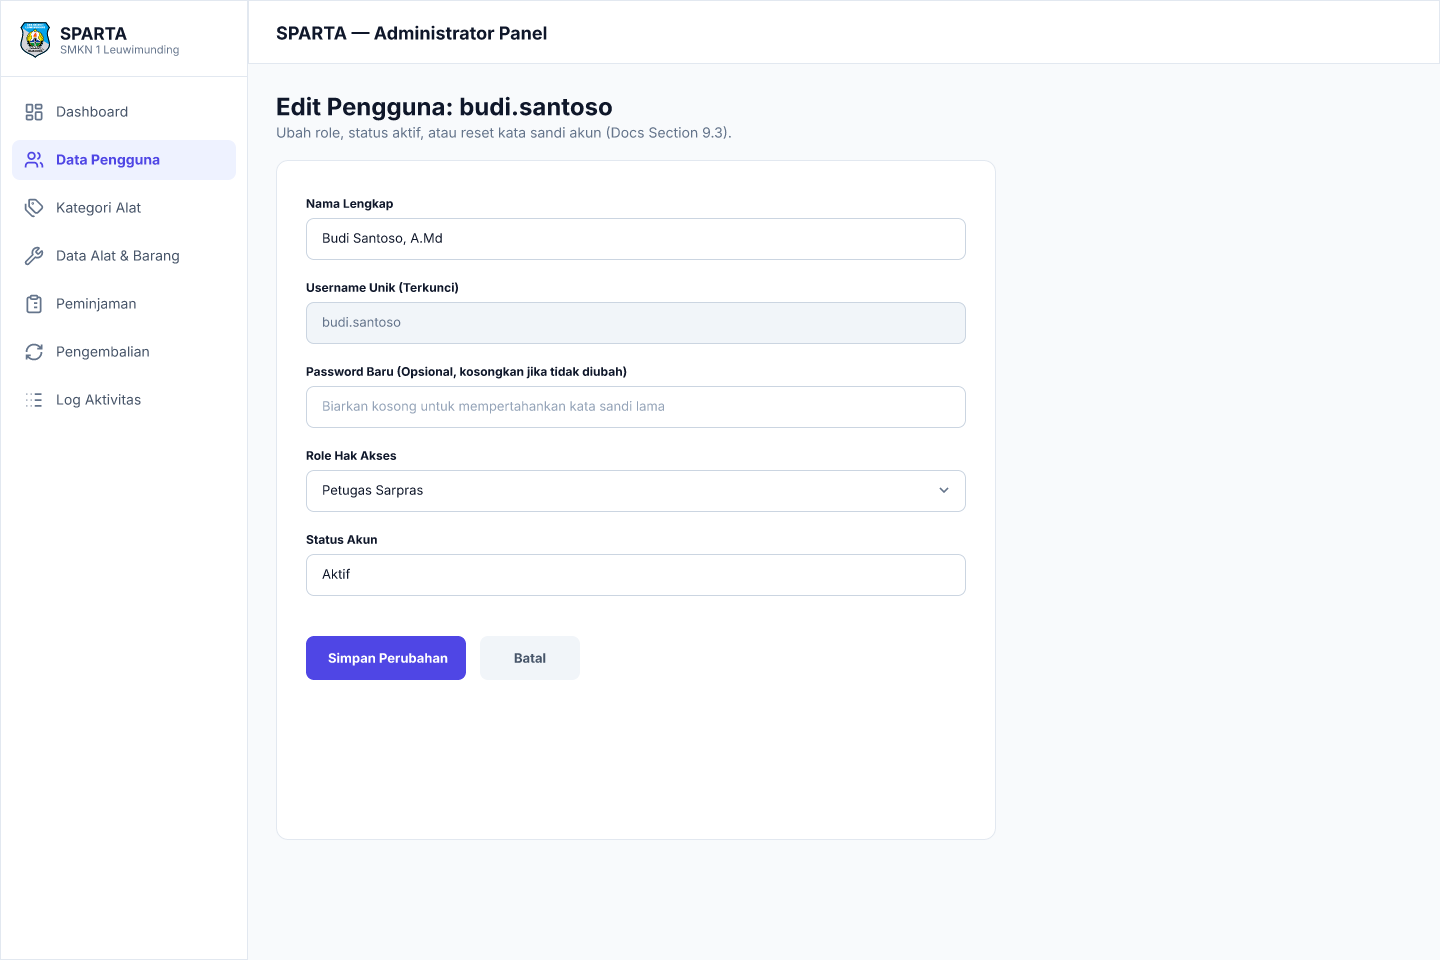 SPARTA
SMKN 1 Leuwimunding
SPARTA — Administrator Panel
Dashboard
Data Pengguna
Kategori Alat
Data Alat & Barang
Peminjaman
Pengembalian
Log Aktivitas
Edit Pengguna: budi.santoso
Ubah role, status aktif, atau reset kata sandi akun (Docs Section 9.3).
Nama Lengkap
Budi Santoso, A.Md
Username Unik (Terkunci)
budi.santoso
Password Baru (Opsional, kosongkan jika tidak diubah)
Biarkan kosong untuk mempertahankan kata sandi lama
Role Hak Akses
Petugas Sarpras
Status Akun
Aktif
Simpan Perubahan
Batal